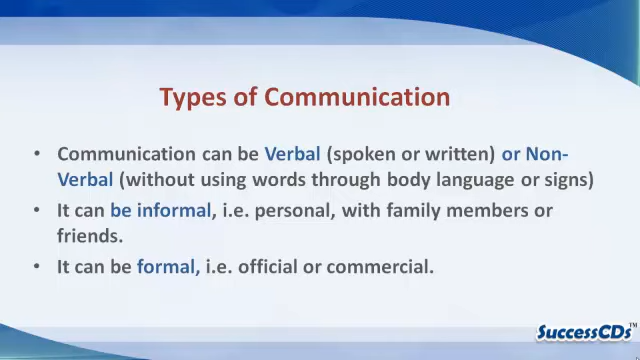 Types of Communication
• Communication can be Verbal (spoken or written) or Non-
Verbal (without using words through body language or signs)
• It can be informal, i.e. personal, with family members or
friends.
• It can be formal, i.e. official or commercial.
SuccessCDs™